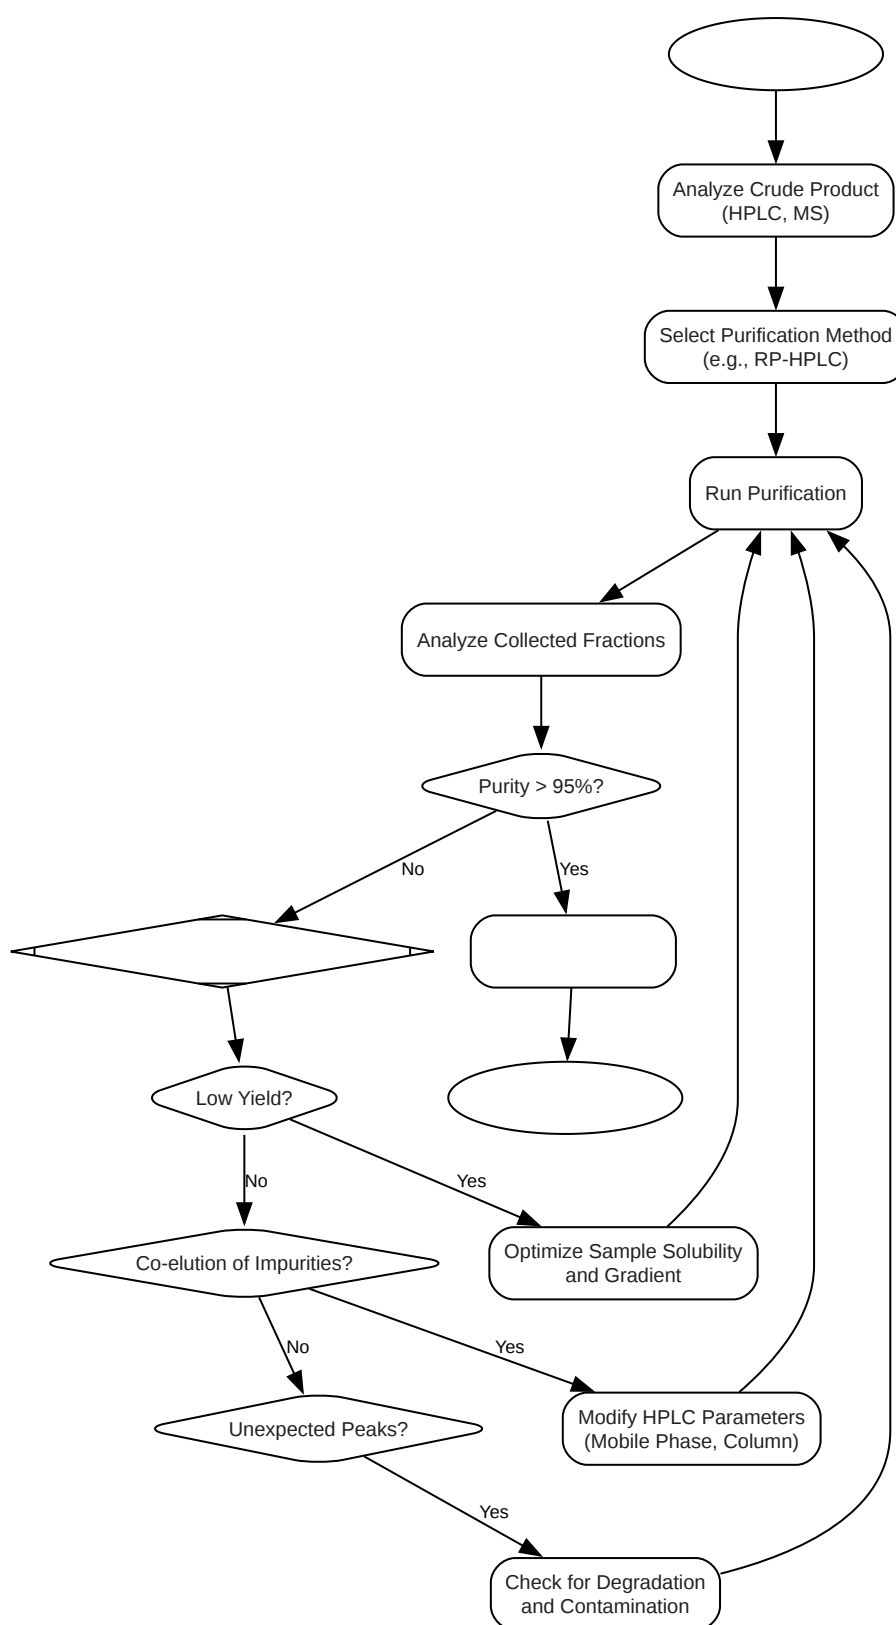 Analyze Crude Product
(HPLC, MS)
Select Purification Method
(e.g., RP-HPLC)
Run Purification
Analyze Collected Fractions
Purity > 95%?
No
Yes
Low Yield?
No
Yes
Optimize Sample Solubility
and Gradient
Co-elution of Impurities?
No
Yes
Modify HPLC Parameters
(Mobile Phase, Column)
Unexpected Peaks?
Yes
Check for Degradation
and Contamination